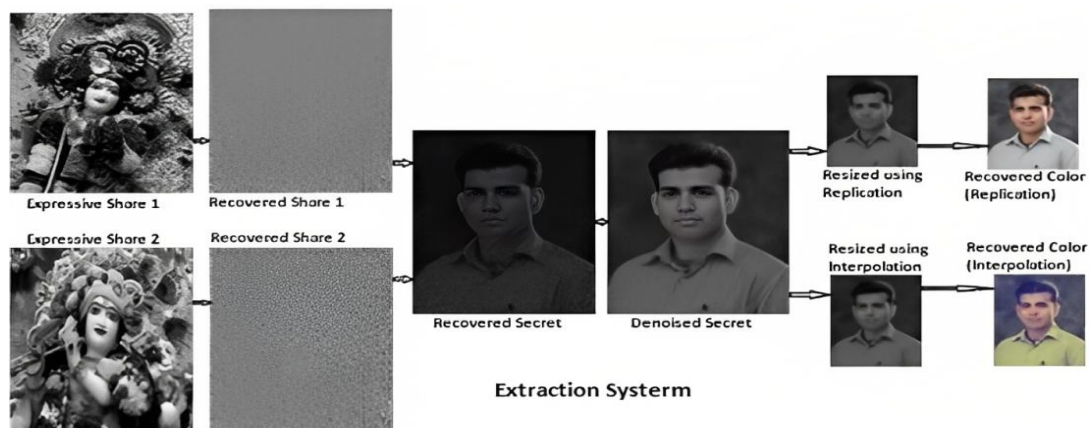 Expressive Share 1
Recovered Share 1
Expressive Share 2
Recovered Share 2
Recovered Secret
Denoised Secret
Resized using
Replication
Recovered Color
(Replication)
Resized using
Interpolation
Recovered Color
(Interpolation)
Extraction Systerm